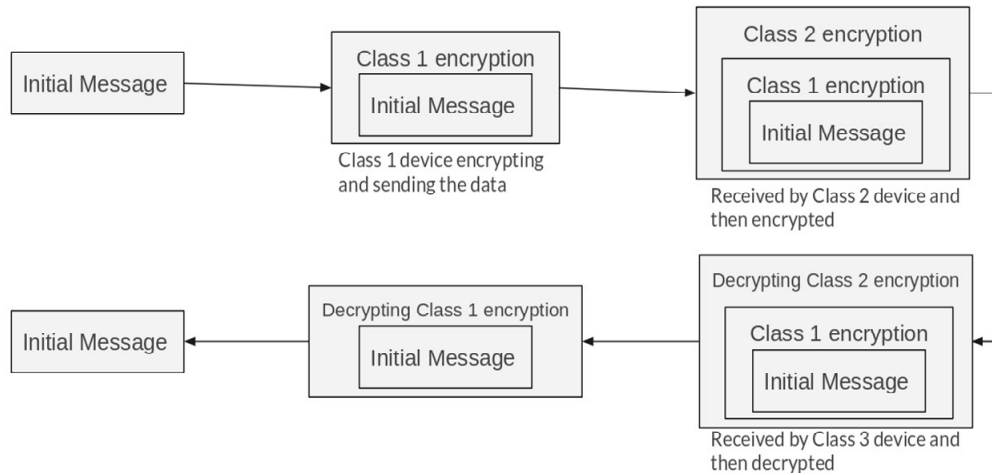 Initial Message
Class 1 encryption
Initial Message
Class 1 device encrypting
and sending the data
Class 2 encryption
Class 1 encryption
Initial Message
Received by Class 2 device and
then encrypted
Initial Message
Decrypting Class 1 encryption
Initial Message
Decrypting Class 2 encryption
Class 1 encryption
Initial Message
Received by Class 3 device and
then decrypted